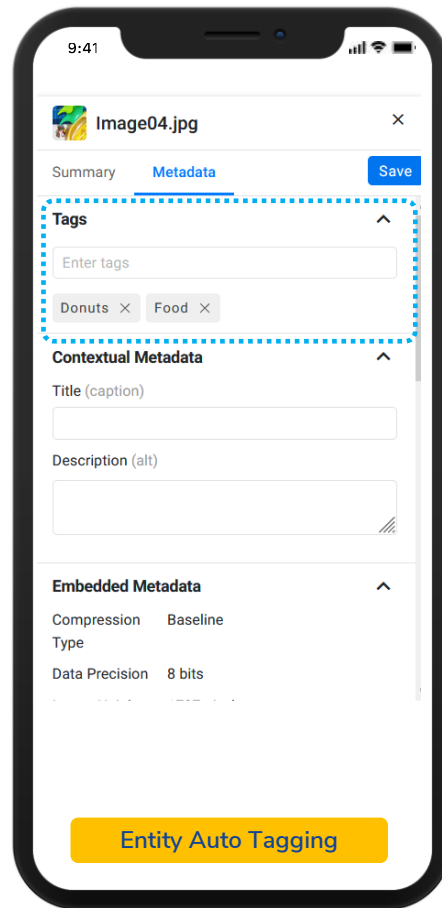 9:41
Image04.jpg
Summary Metadata Save
Tags
Enter tags
Donuts Food
Contextual Metadata
Title (caption)
Description (alt)
Embedded Metadata
Compression Baseline
Type
Data Precision 8 bits
Entity Auto Tagging